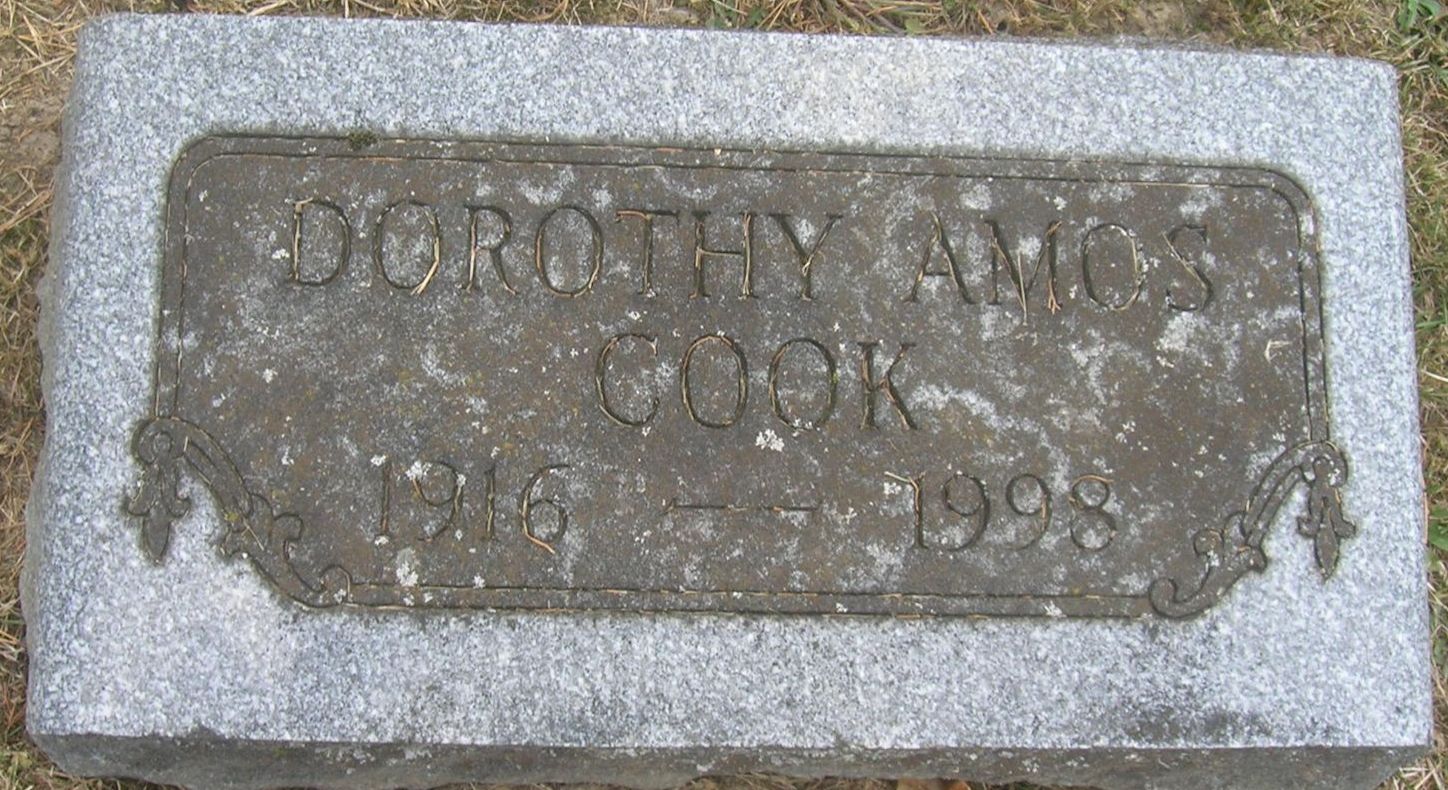 DOROTHY AMOS
COOK
1916 — 1998